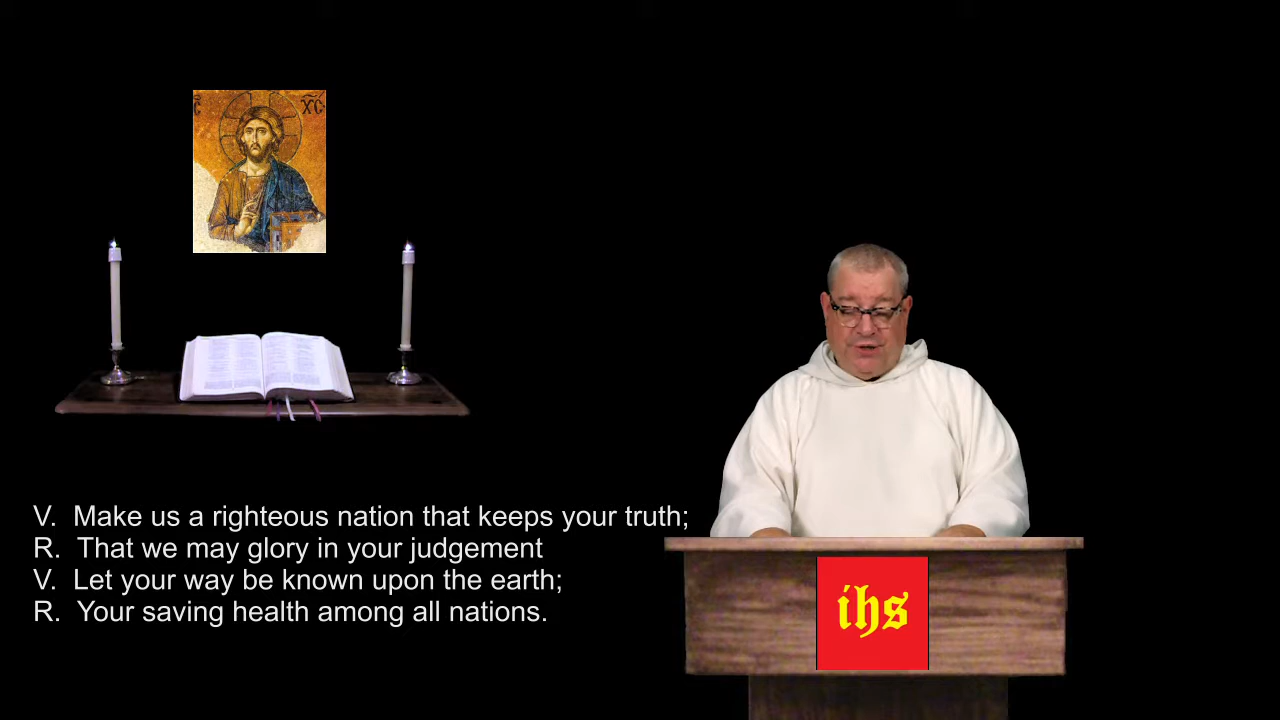 ΧC
V. Make us a righteous nation that keeps your truth;
R. That we may glory in your judgement
V. Let your way be known upon the earth;
R. Your saving health among all nations.
ihs